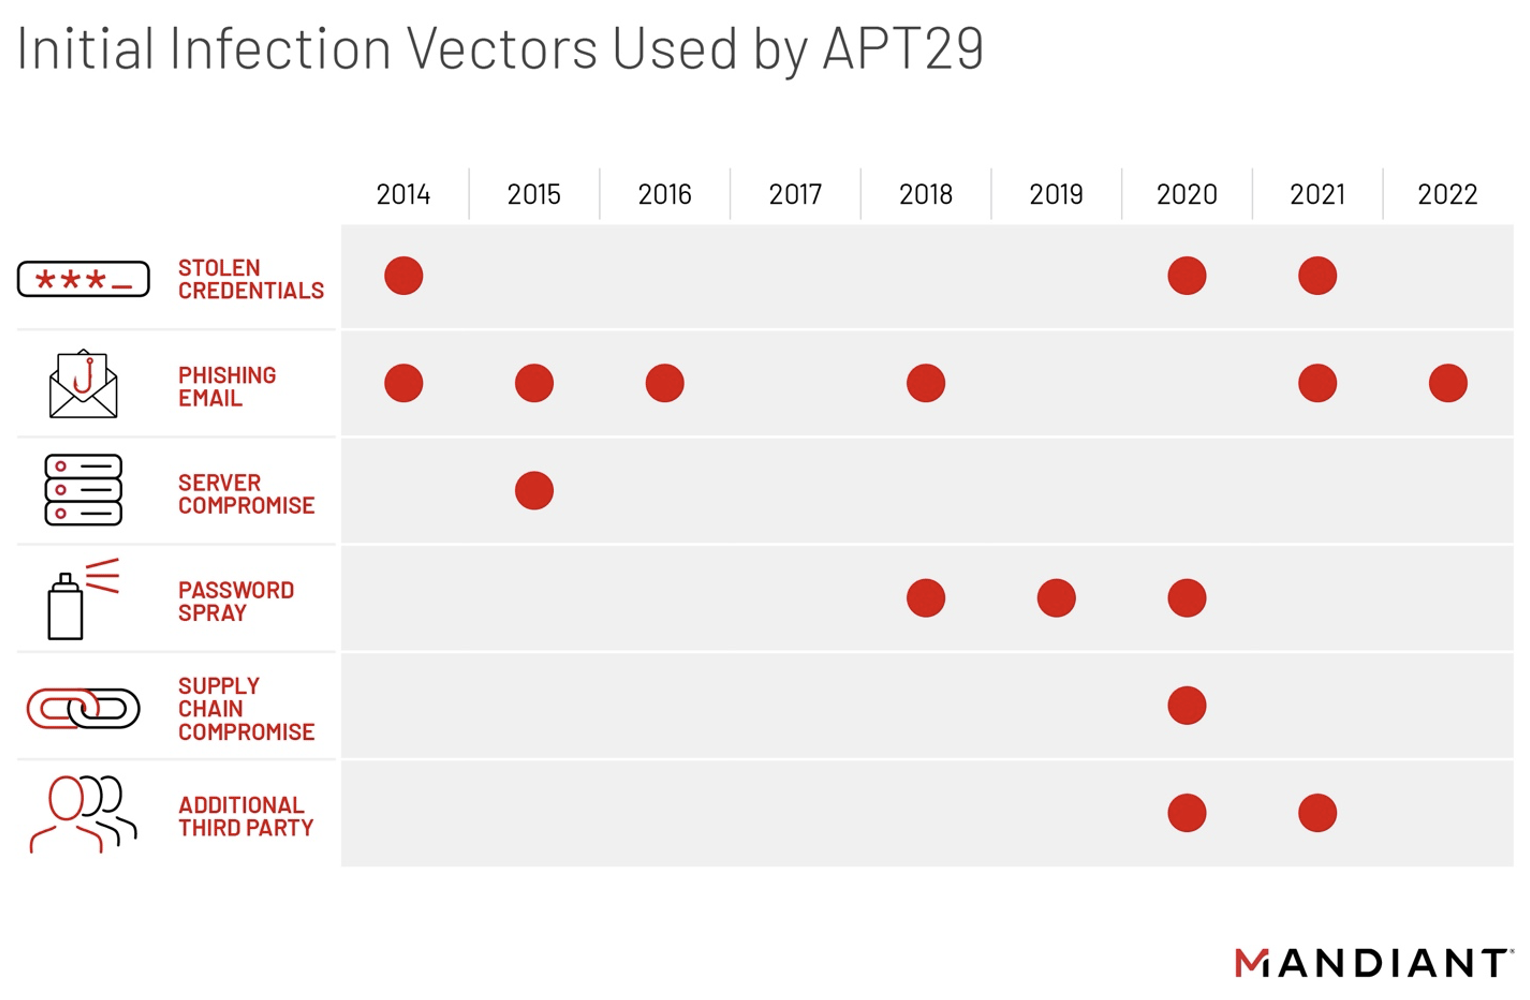 Initial Infection Vectors Used by APT29
2014 2015 2016 2017 2018 2019 2020 2021 2022
***_
STOLEN
CREDENTIALS
PHISHING
EMAIL
SERVER
COMPROMISE
PASSWORD
SPRAY
SUPPLY
CHAIN
COMPROMISE
ADDITIONAL
THIRD PARTY
MANDIANT®